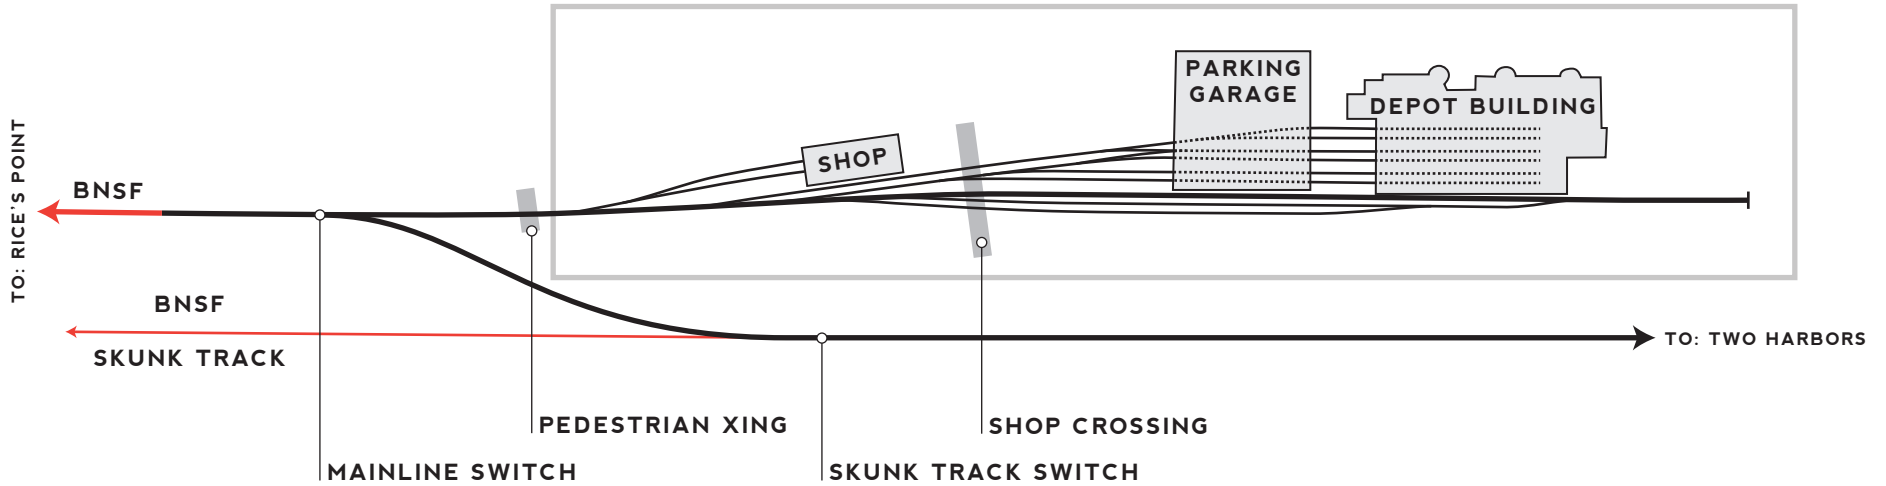 PARKING
GARAGE
DEPOT BUILDING
SHOP
TO: RICE'S POINT
BNSF
BNSF
SKUNK TRACK
TO: TWO HARBORS
PEDESTRIAN XING
SHOP CROSSING
MAINLINE SWITCH
SKUNK TRACK SWITCH